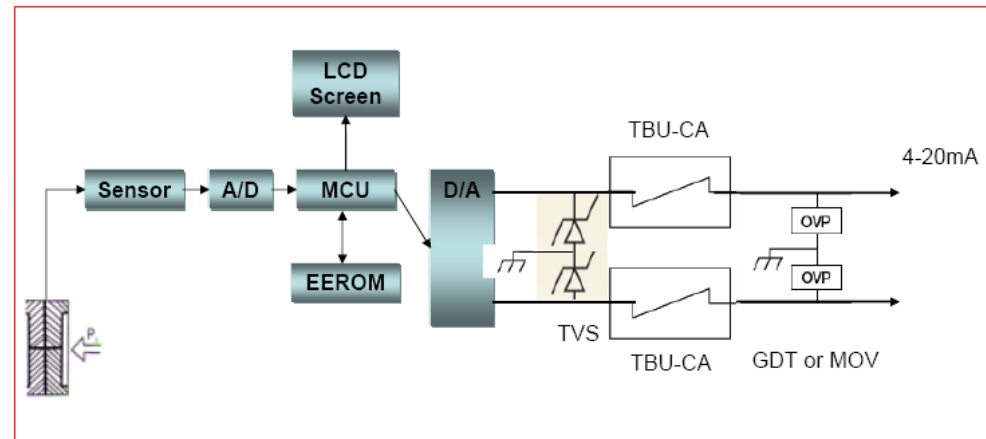 LCD
Screen
TBU-CA
4-20mA
Sensor
A/D
MCU
D/A
OVP
OVP
EEROM
P
TVS
TBU-CA
GDT or MOV